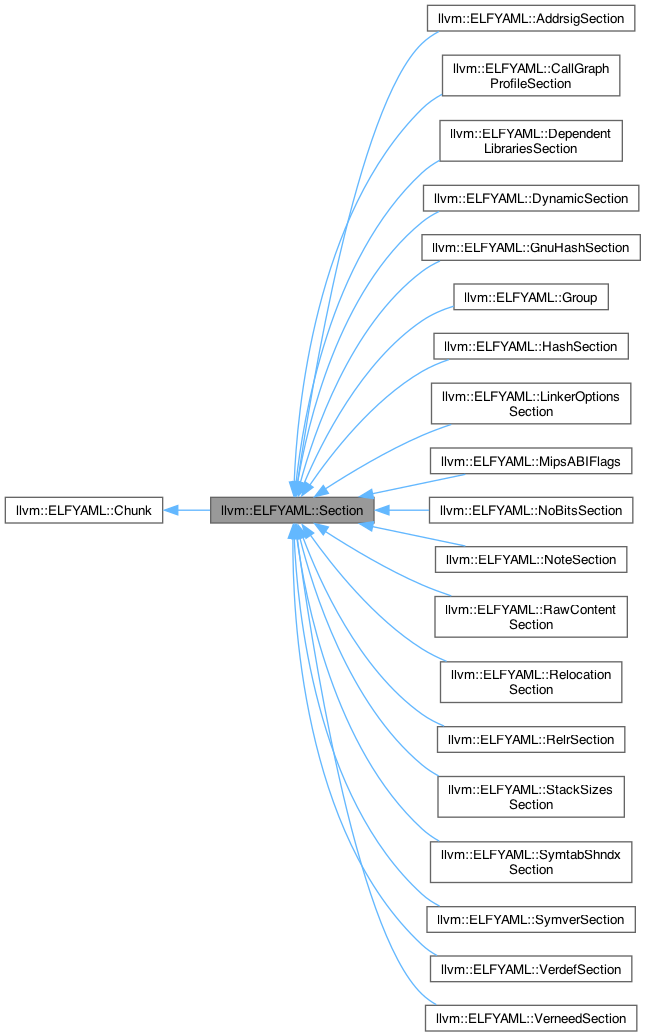 llvm::ELFYAML::AddrsigSection
llvm::ELFYAML::CallGraph
ProfileSection
llvm::ELFYAML::Dependent
LibrariesSection
llvm::ELFYAML::DynamicSection
llvm::ELFYAML::GnuHashSection
llvm::ELFYAML::Group
llvm::ELFYAML::HashSection
llvm::ELFYAML::LinkerOptions
Section
llvm::ELFYAML::MipsABIFlags
llvm::ELFYAML::Chunk
llvm::ELFYAML::Section
llvm::ELFYAML::NoBitsSection
llvm::ELFYAML::NoteSection
llvm::ELFYAML::RawContent
Section
llvm::ELFYAML::Relocation
Section
llvm::ELFYAML::RelrSection
llvm::ELFYAML::StackSizes
Section
llvm::ELFYAML::SymtabShndx
Section
llvm::ELFYAML::SymverSection
llvm::ELFYAML::VerdefSection
llvm::ELFYAML::VerneedSection